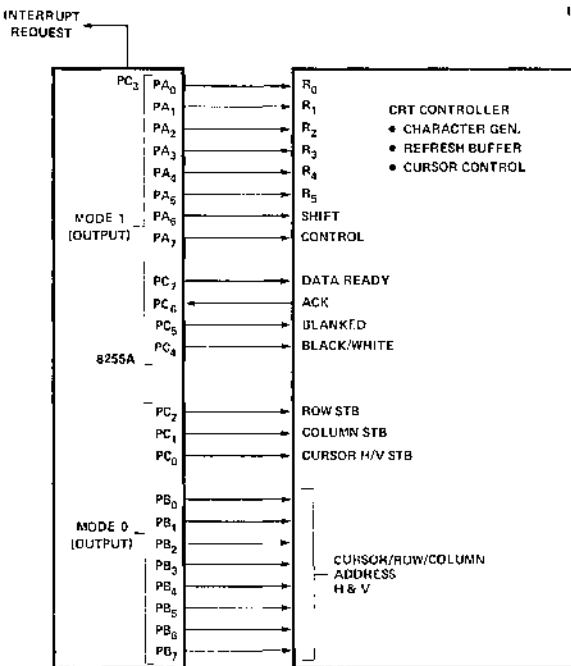 INTERRUPT
REQUEST
PC3
PA0
R0
PA1
R1
CRT CONTROLLER
PA2
R2
• CHARACTER GEN.
PA3
R3
• REFRESH BUFFER
PA4
R4
• CURSOR CONTROL
PA5
R5
MODE 1
(OUTPUT)
PA6
SHIFT
PA7
CONTROL
PC7
DATA READY
PC6
ACK
PC5
BLANKED
PC4
BLACK/WHITE
8255A
PC2
ROW STB
PC1
COLUMN STB
PC0
CURSOR H/V STB
PB0
MODE 0
(OUTPUT)
PB1
PB2
PB3
PB4
PB5
PB6
PB7
CURSOR/ROW/COLUMN
ADDRESS
H & V